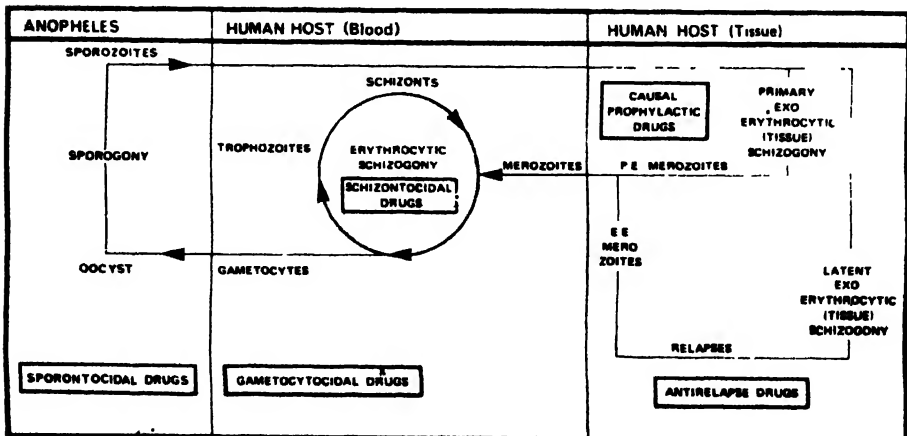 ANOPHELES
SPOROZOITES
SPOROGONY
OOCYST
SPORONTOCIDAL DRUGS
HUMAN HOST (Blood)
SCHIZONTS
TROPHOZOITES
ERYTHROCYTIC
SCHIZOGONY
SCHIZONTOCIDAL
DRUGS
MEROZOITES
GAMETOCYTES
GAMETOCYTOCIDAL DRUGS
HUMAN HOST (Tissue)
CAUSAL
PROPHYLACTIC
DRUGS
PRIMARY
EXO
ERYTHROCYTIC
(TISSUE)
SCHIZOGONY
P E MEROZOITES
E E
MERO
ZOITES
LATENT
EXO
ERYTHROCYTIC
(TISSUE)
SCHIZOGONY
RELAPSES
ANTIRELAPSE DRUGS